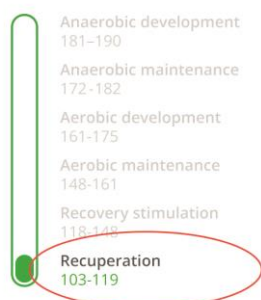 Anaerobic development
181–190
Anaerobic maintenance
172-182
Aerobic development
161-175
Aerobic maintenance
148-161
Recovery stimulation
118-148
Recuperation
103-119